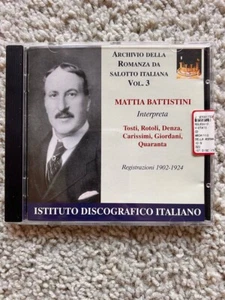 ARCHIVIO DELLA
ROMANZA DA
SALOTTO ITALIANA
VOL. 3
MATTIA BATTISTINI
Interpreta
Tosti, Rotoli, Denza,
Carissimi, Giordani,
Quaranta
Registrazioni 1902-1924
ISTITUTO DISCOGRAFICO ITALIANO